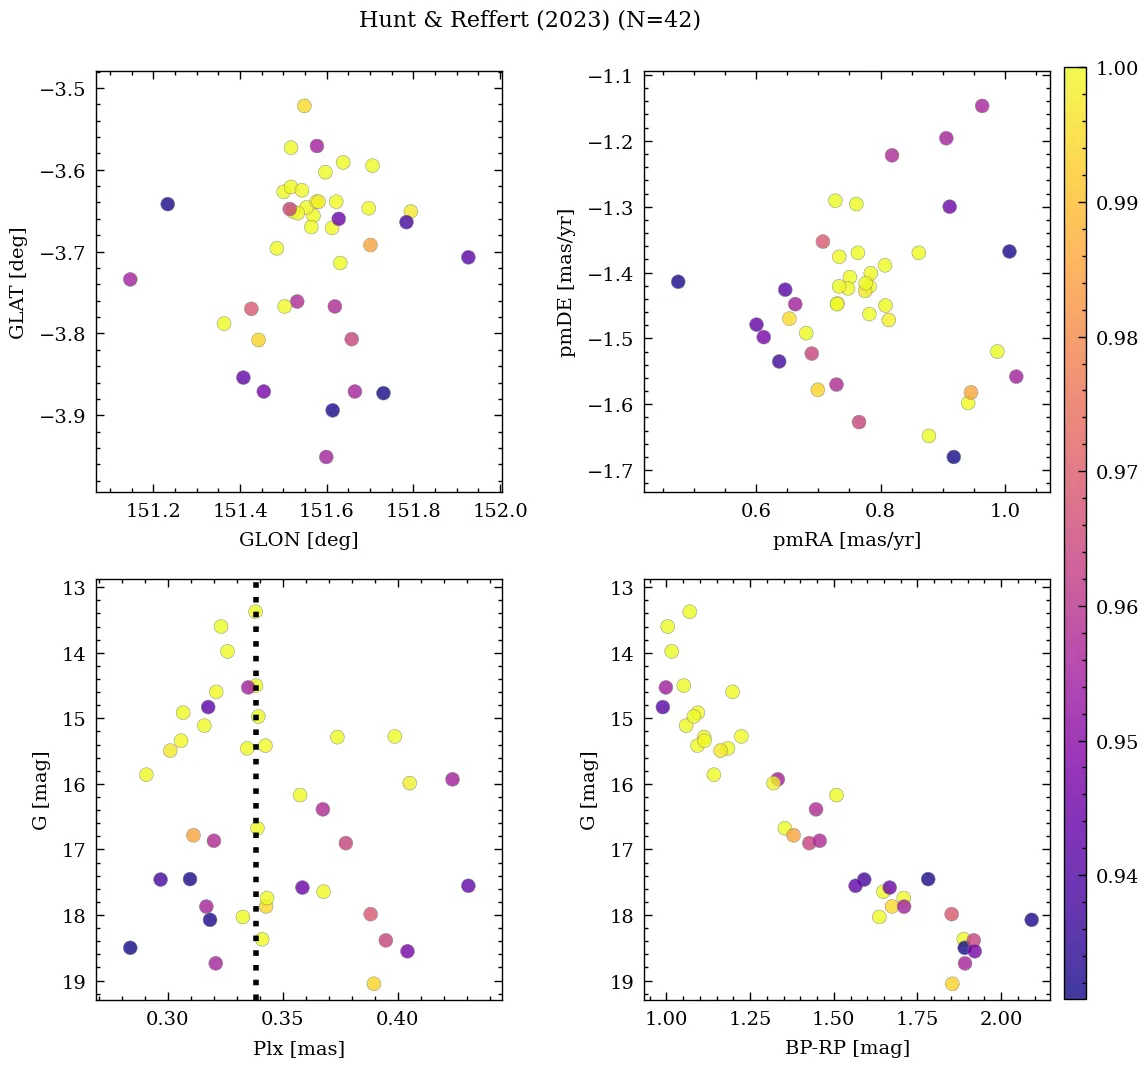 Hunt & Reffert (2023) (N=42)
−3.5
−3.6
−3.7
−3.8
−3.9
GLAT [deg]
151.2 151.4 151.6 151.8 152.0
GLON [deg]
−1.1
−1.2
−1.3
−1.4
−1.5
−1.6
−1.7
pmDE [mas/yr]
0.6 0.8 1.0
pmRA [mas/yr]
13
14
15
16
17
18
19
G [mag]
0.30 0.35 0.40
Plx [mas]
13
14
15
16
17
18
19
G [mag]
1.00 1.25 1.50 1.75 2.00
BP-RP [mag]
1.00
0.99
0.98
0.97
0.96
0.95
0.94